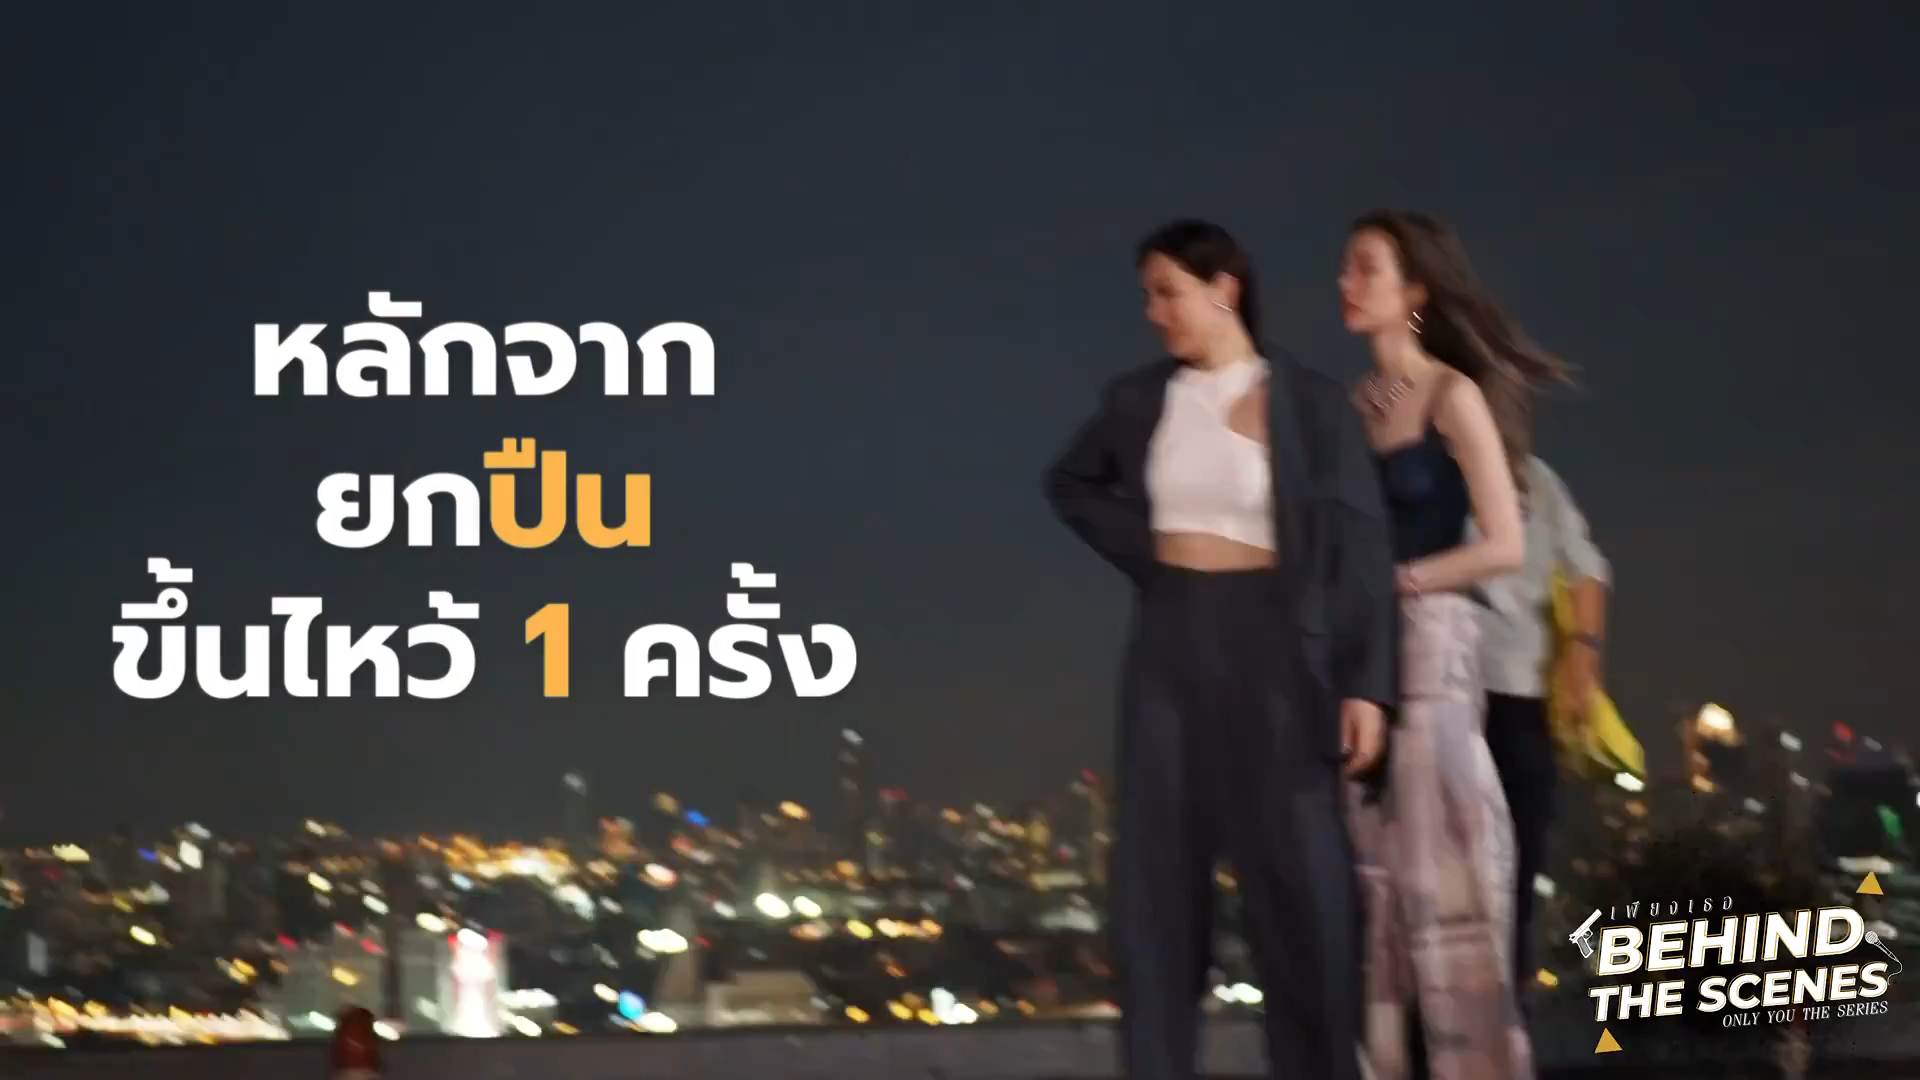 หลังจาก
ยกปืน
ขึ้นไหว้ 1 ครั้ง
เพียงเธอ
BEHIND
THE SCENES
ONLY YOU THE SERIES